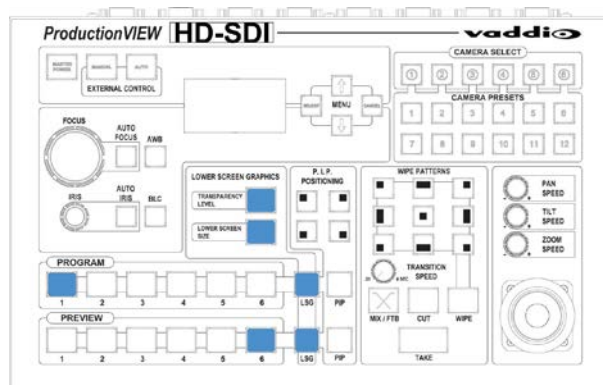 ProductionVIEW HD-SDI
vaddio
MASTER POWER
MANUAL
AUTO
EXTERNAL CONTROL
SELECT
MENU
CANCEL
CAMERA SELECT
1 2 3 4 5 6
CAMERA PRESETS
1 2 3 4 5 6
7 8 9 10 11 12
FOCUS
AUTO FOCUS
AWB
IRIS
AUTO IRIS
BLC
LOWER SCREEN GRAPHICS
TRANSPARENCY LEVEL
LOWER SCREEN SIZE
P.I.P. POSITIONING
WIPE PATTERNS
TRANSITION SPEED
MIX / FTB
CUT
WIPE
TAKE
PAN SPEED
TILT SPEED
ZOOM SPEED
PROGRAM
1 2 3 4 5 6 LSG PIP
PREVIEW
1 2 3 4 5 6 LSG PIP